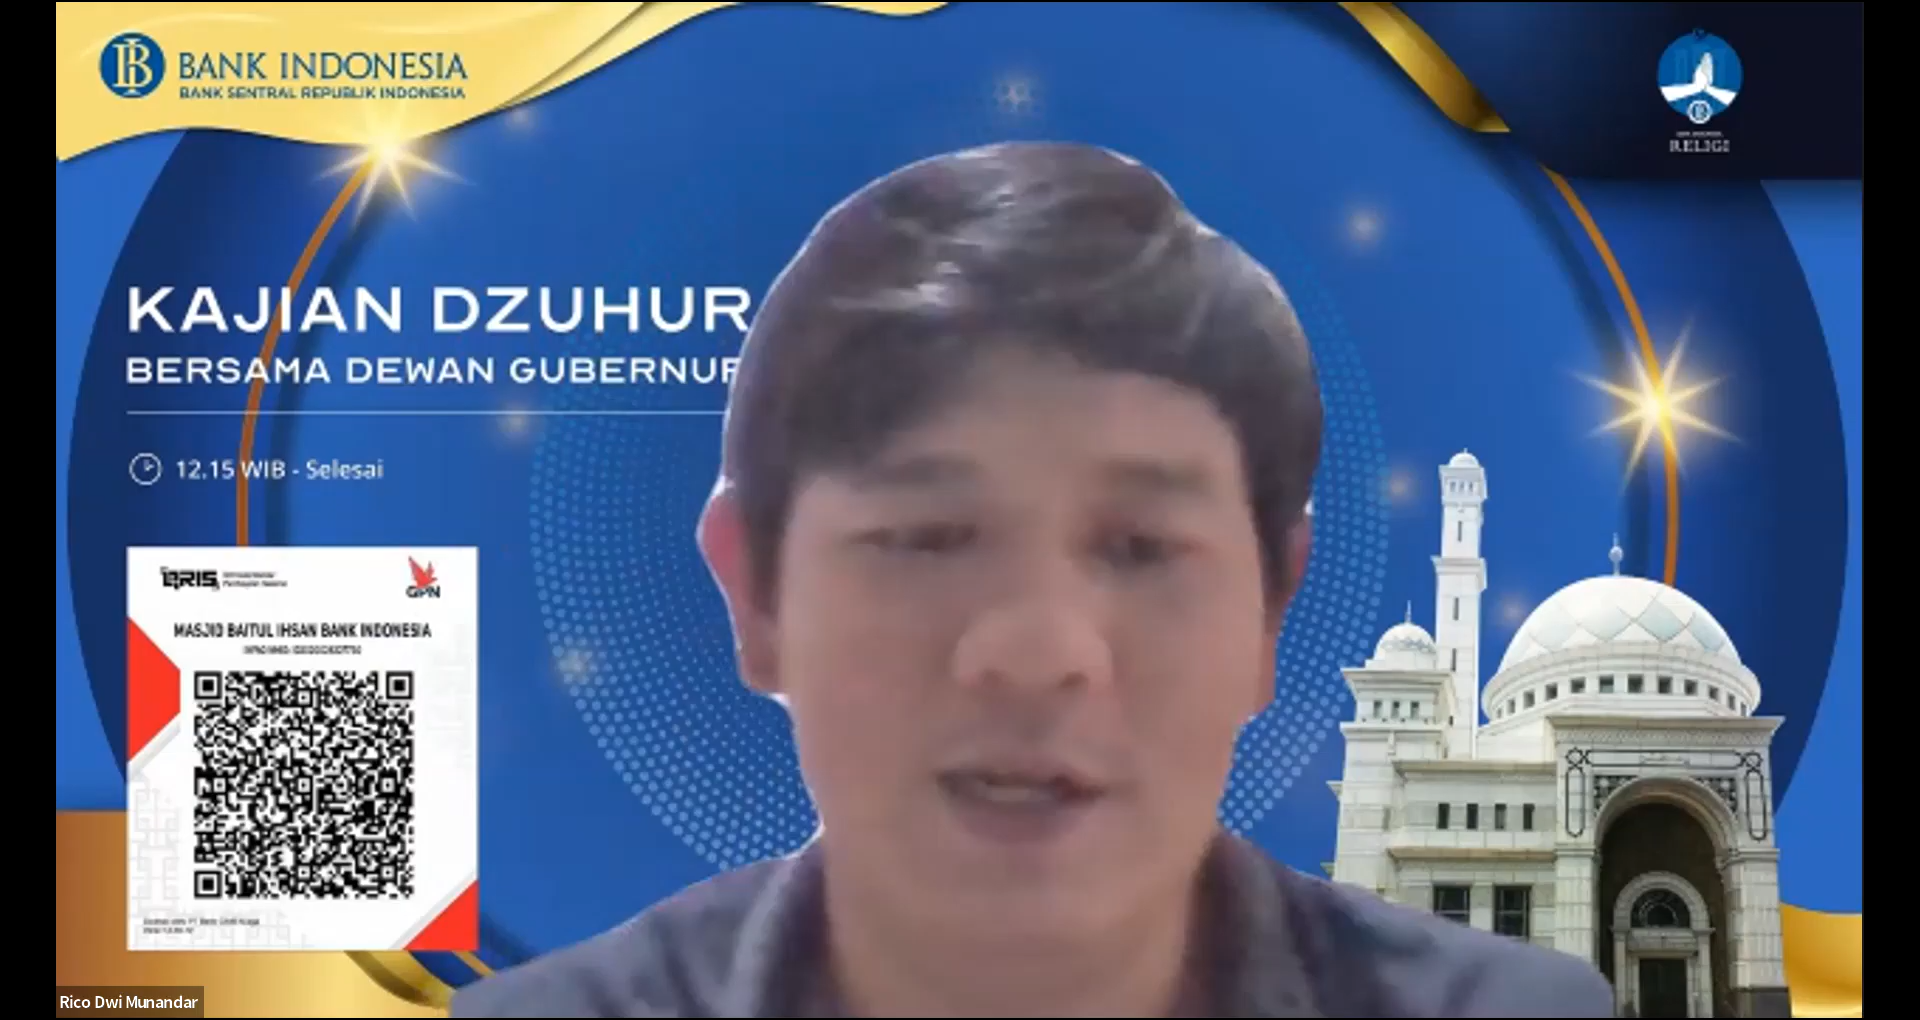 BANK INDONESIA
BANK SENTRAL REPUBLIK INDONESIA
RELIGI
KAJIAN DZUHUR
BERSAMA DEWAN GUBERNUR
12.15 WIB - Selesai
QRIS
GPN
MASJID BAITUL IHSAN BANK INDONESIA
Rico Dwi Munandar